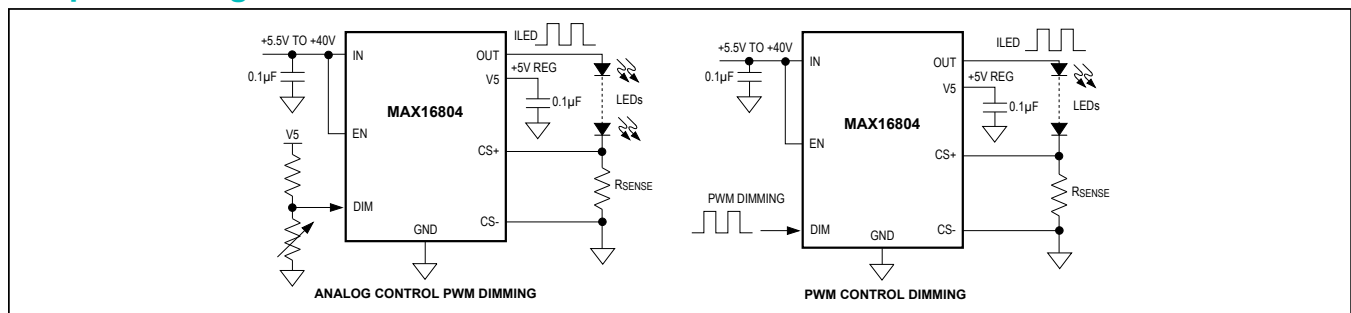 +5.5V TO +40V
0.1µF
IN
EN
V5
DIM
MAX16804
GND
OUT
V5
CS+
CS-
ILED
+5V REG
0.1µF
LEDs
RSENSE
ANALOG CONTROL PWM DIMMING
+5.5V TO +40V
0.1µF
IN
EN
PWM DIMMING
DIM
MAX16804
GND
OUT
V5
CS+
CS-
ILED
+5V REG
0.1µF
LEDs
RSENSE
PWM CONTROL DIMMING